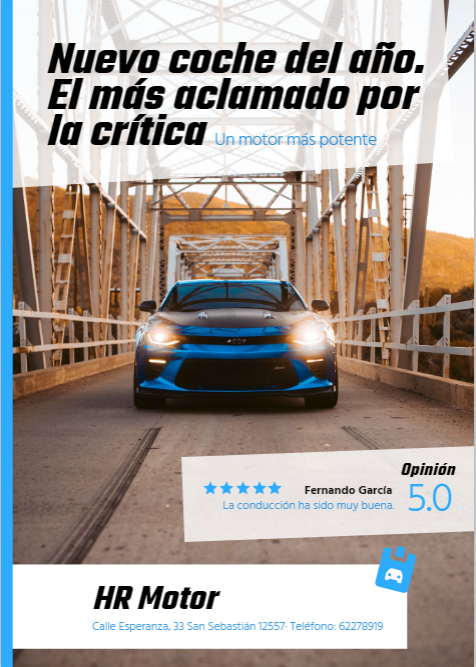 Nuevo coche del año.
El más aclamado por
la crítica Un motor más potente
Opinión
Fernando García 5.0
La conducción ha sido muy buena.
HR Motor
Calle Esperanza, 33 San Sebastián 12557· Teléfono: 62278919